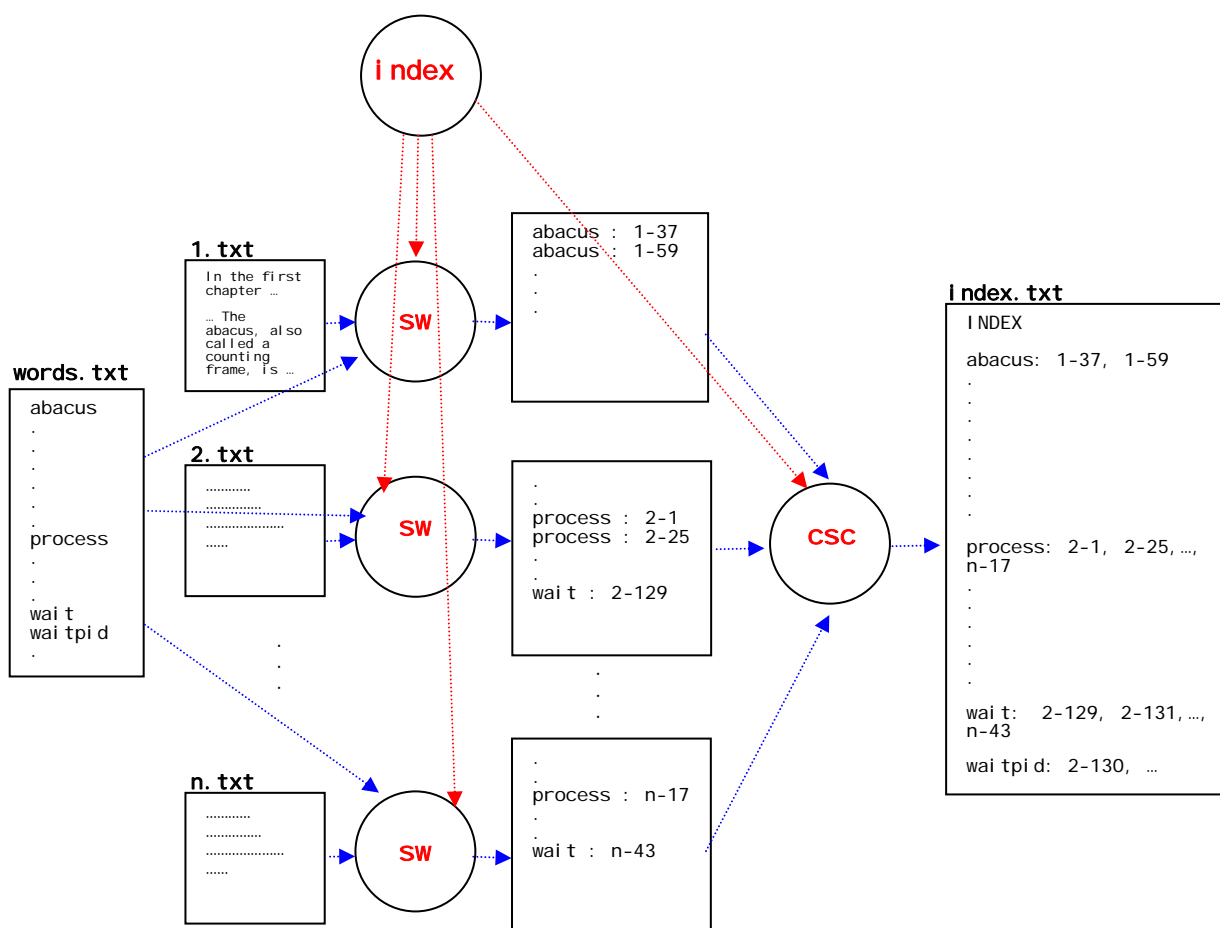 index
1.txt
In the first
chapter …
… The
abacus, also
called a
counting
frame, is …
SW
abacus : 1-37
abacus : 1-59
.
.
.
.
words.txt
abacus
.
.
.
.
.
.
process
.
.
.
wait
waitpid
.
2.txt
............
..............
.....................
......
SW
.
.
process : 2-1
process : 2-25
.
.
wait : 2-129
.
.
.
.
.
.
n.txt
............
..............
.....................
......
SW
.
.
process : n-17
.
.
wait : n-43
CSC
index.txt
INDEX
abacus: 1-37, 1-59
.
.
.
.
.
.
.
.
process: 2-1, 2-25,…,
n-17
.
.
.
.
.
.
wait: 2-129, 2-131,…,
n-43
waitpid: 2-130, …